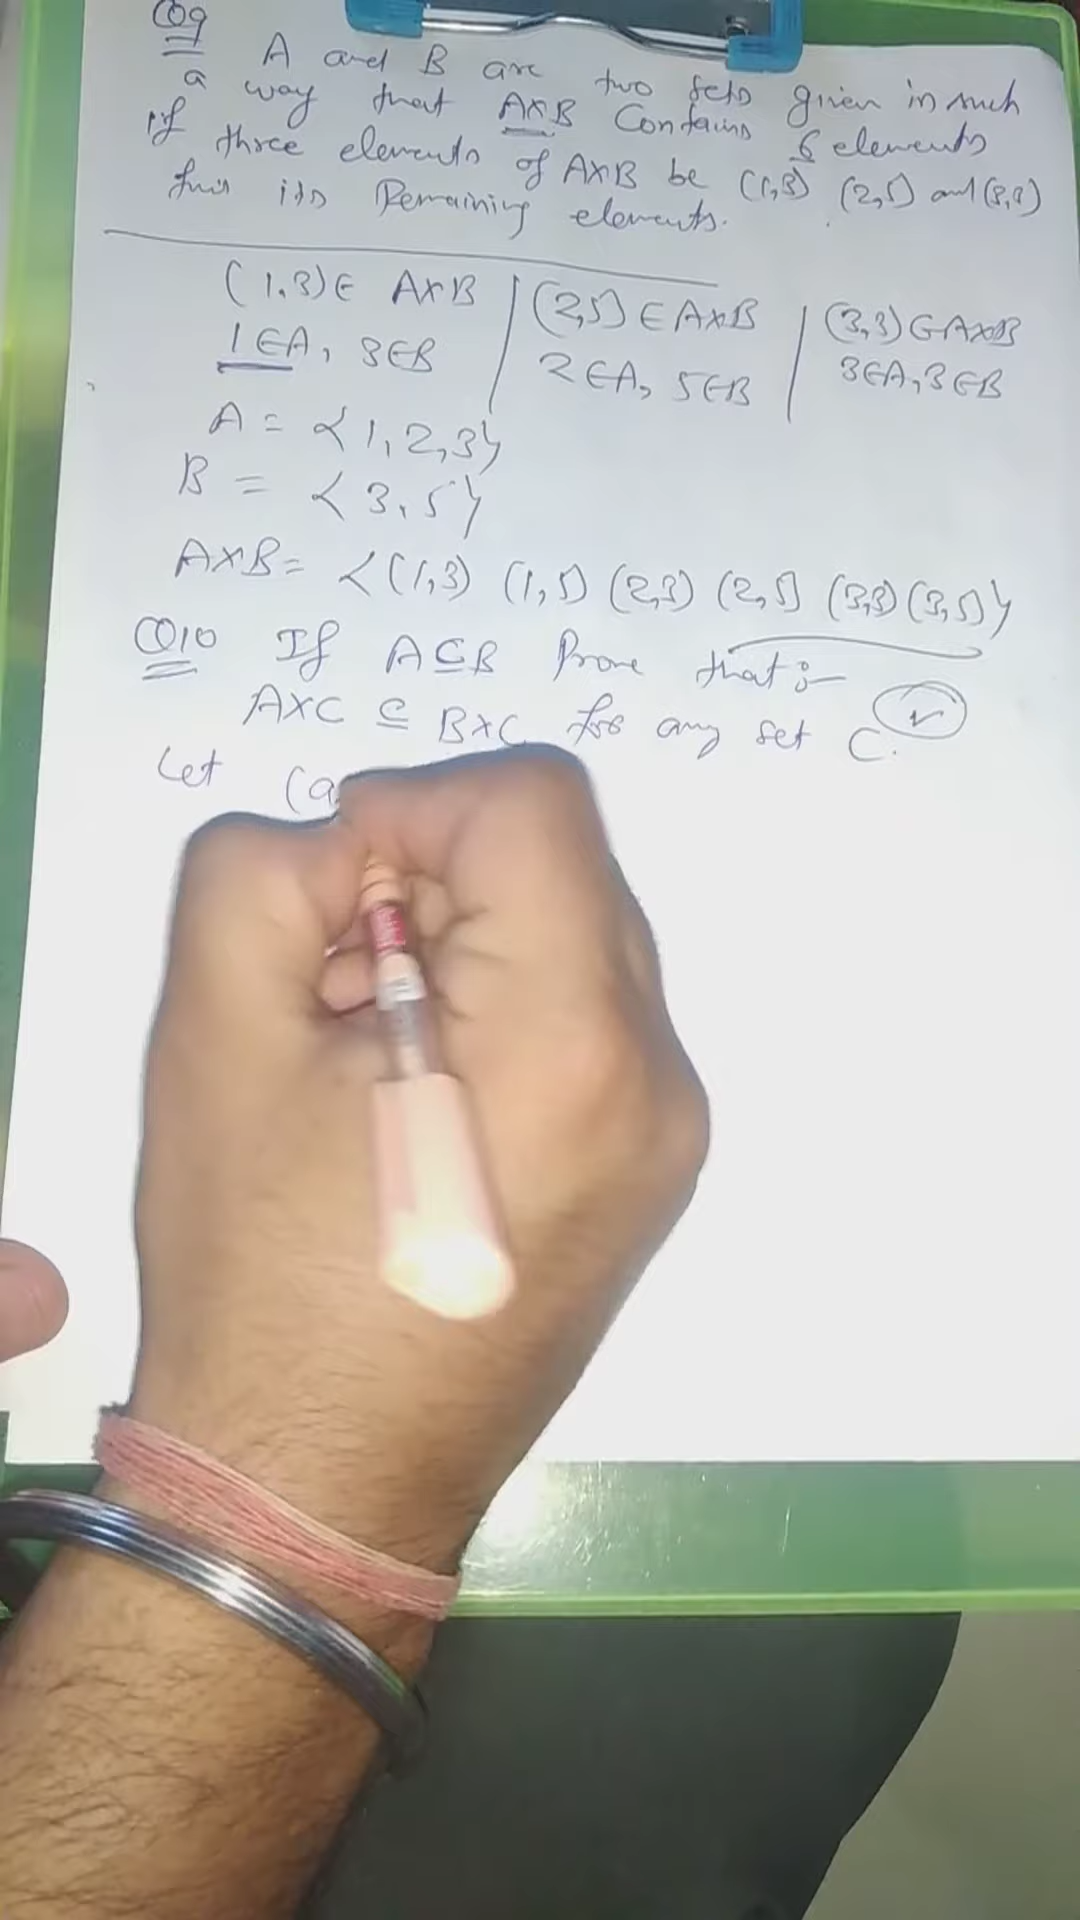 Q9
A and B are two sets given in such
a way that A×B Contains 6 elements
if three elements of A×B be (1,3) (2,5) and (3,3)
its Remaining elements.
(1,3)∈ A×B | (2,5)∈A×B | (3,3)∈A×B
1∈A, 3∈B 2∈A, 5∈B 3∈A,3∈B
A = {1,2,3}
B = {3,5}
A×B= {(1,3) (1,5) (2,3) (2,5) (3,3)(3,5)}
Q10 If A⊆B Prove that:-
A×C ⊆ B×C for any set C.
Let (a,